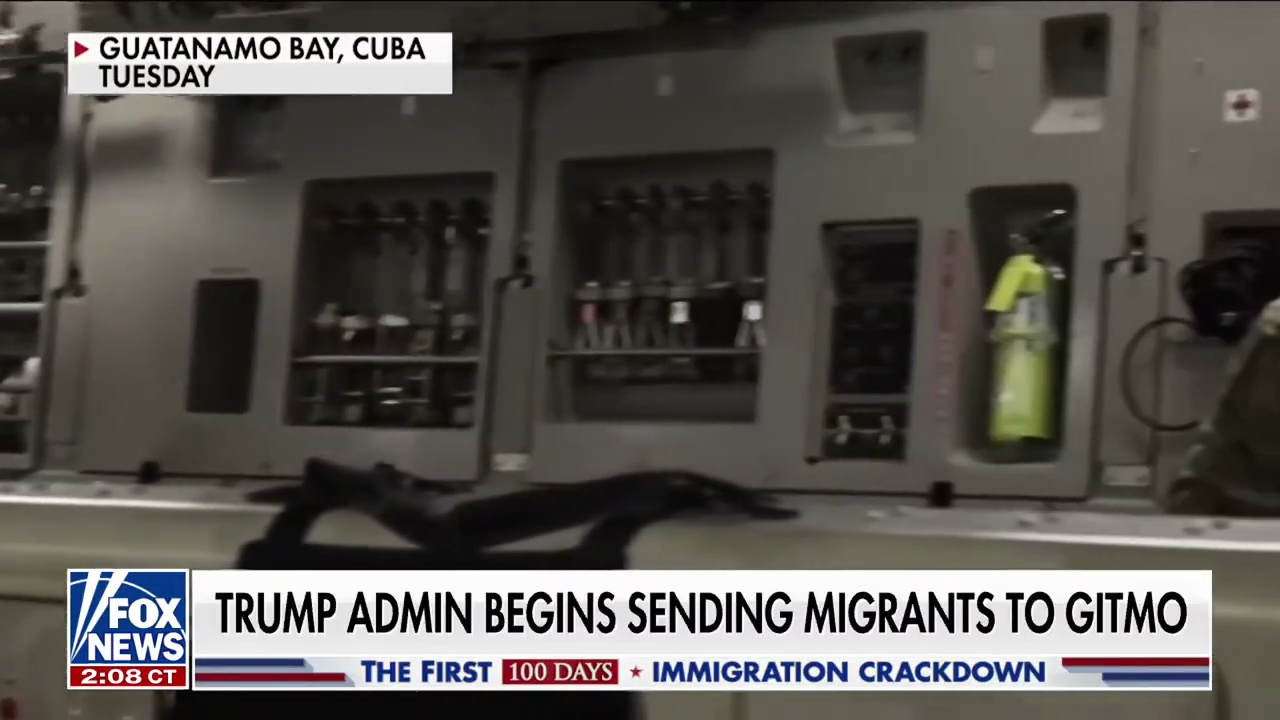 GUATANAMO BAY, CUBA
TUESDAY
FOX
NEWS
2:08 CT
TRUMP ADMIN BEGINS SENDING MIGRANTS TO GITMO
THE FIRST 100 DAYS IMMIGRATION CRACKDOWN